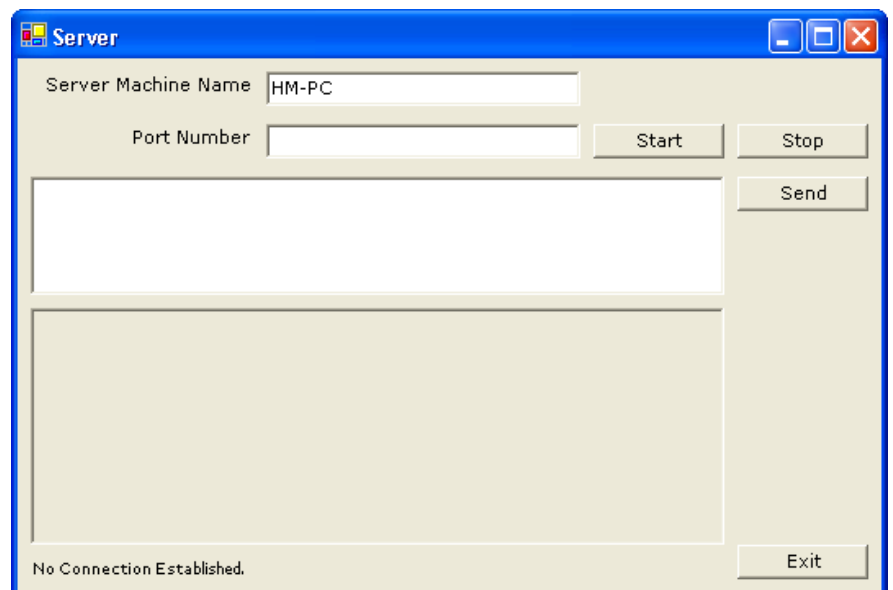 Server
Server Machine Name HM-PC
Port Number Start Stop
Send
No Connection Established.
Exit